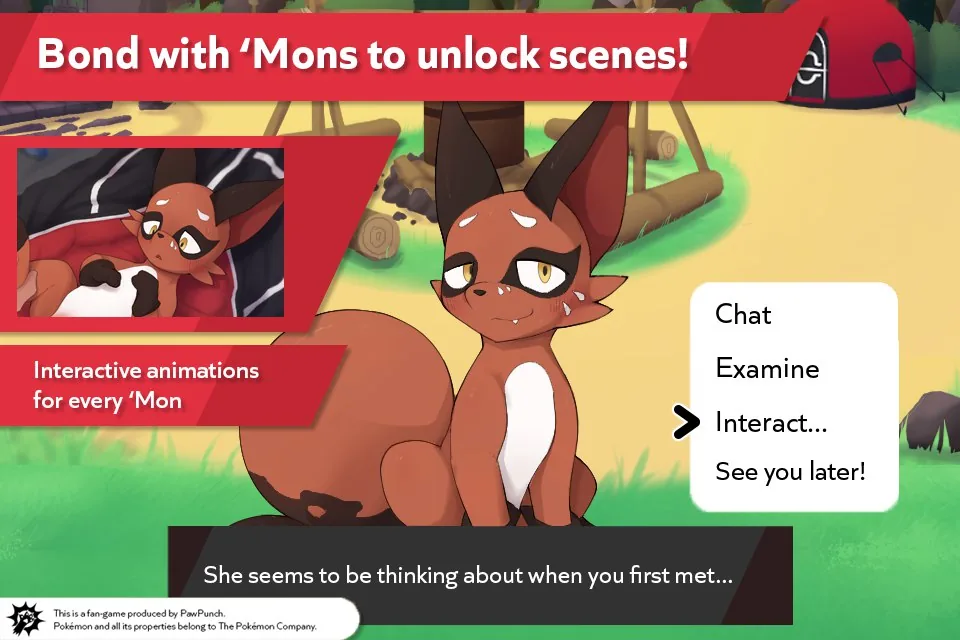 Bond with ‘Mons to unlock scenes!
Interactive animations
for every ‘Mon
Chat
Examine
Interact...
See you later!
She seems to be thinking about when you first met...
This is a fan-game produced by PawPunch.
Pokémon and all its properties belong to The Pokémon Company.